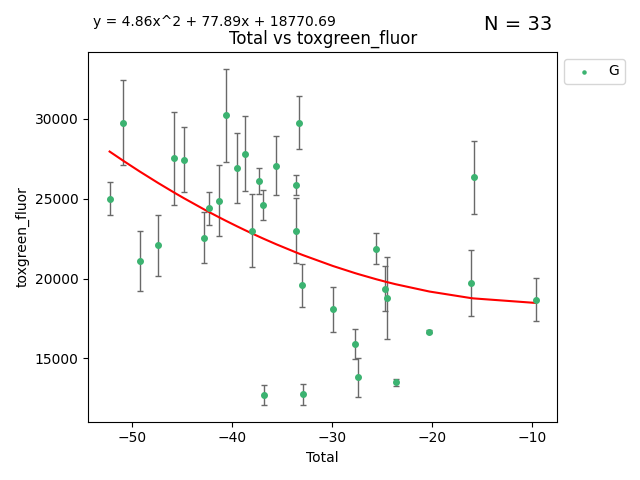 y = 4.86x^2 + 77.89x + 18770.69
N = 33
Total vs toxgreen_fluor
G
toxgreen_fluor
30000
25000
20000
15000
−50 −40 −30 −20 −10
Total